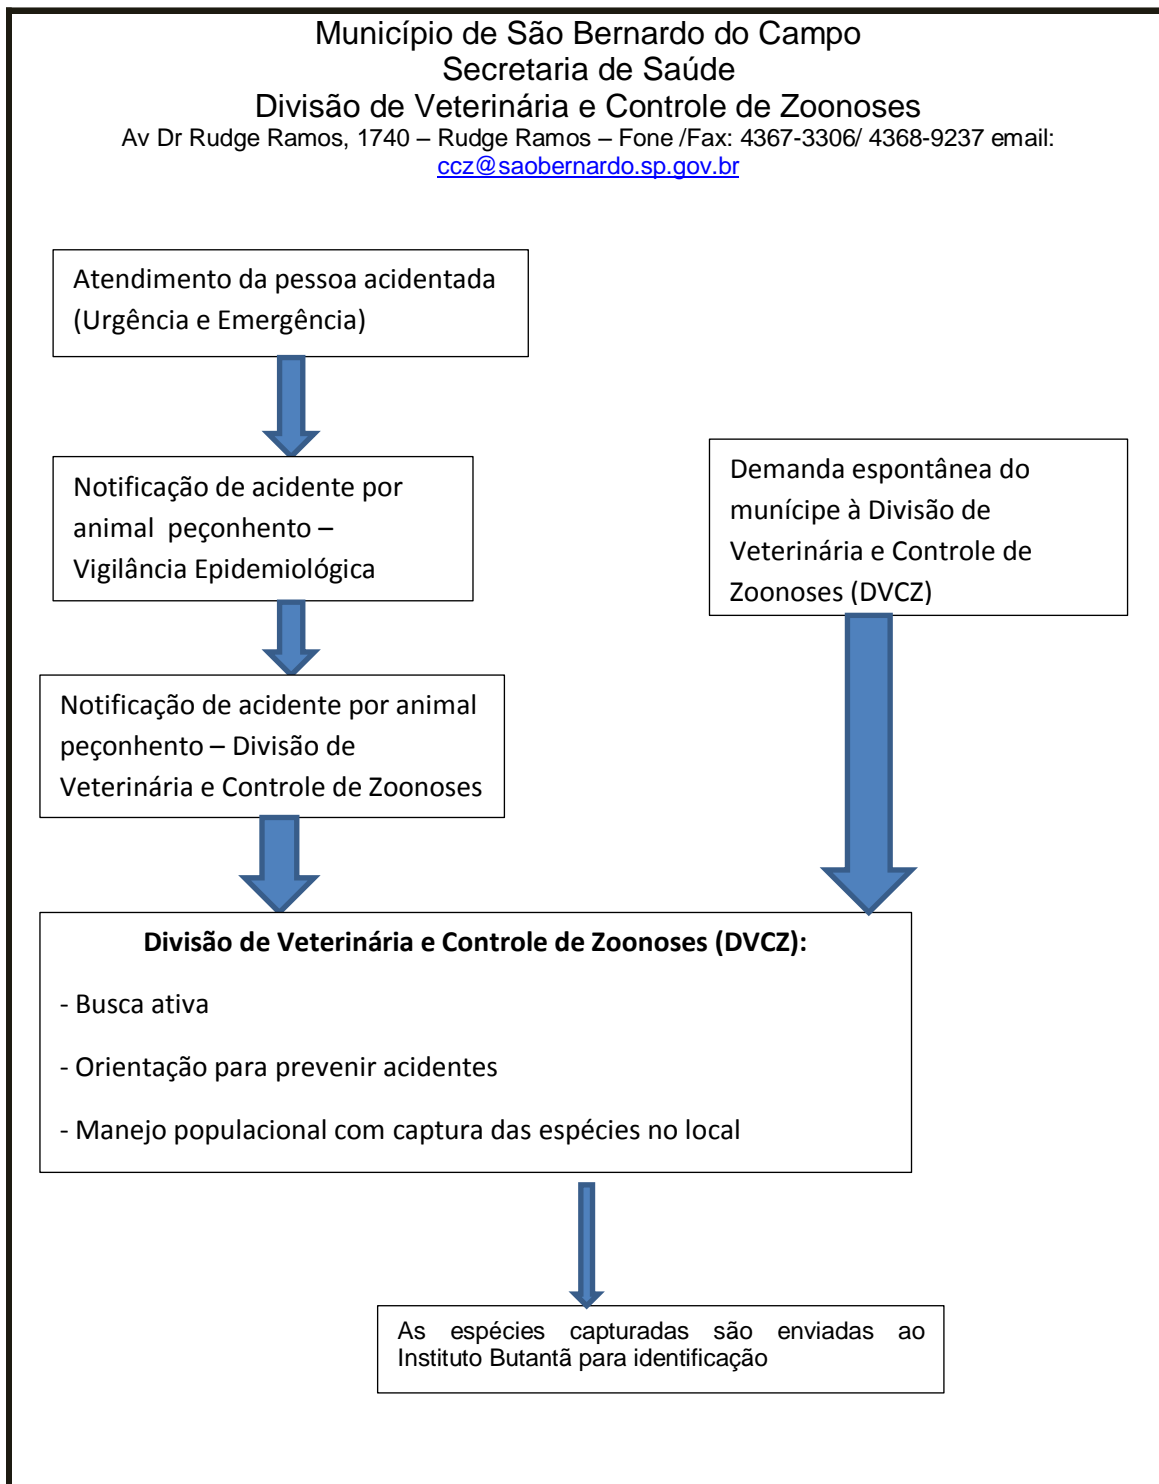 Município de São Bernardo do Campo
Secretaria de Saúde
Divisão de Veterinária e Controle de Zoonoses
Av Dr Rudge Ramos, 1740 – Rudge Ramos – Fone /Fax: 4367-3306/ 4368-9237 email:
ccz@saobernardo.sp.gov.br
Atendimento da pessoa acidentada
(Urgência e Emergência)
Notificação de acidente por
animal peçonhento –
Vigilância Epidemiológica
Demanda espontânea do
munícipe à Divisão de
Veterinária e Controle de
Zoonoses (DVCZ)
Notificação de acidente por animal
peçonhento – Divisão de
Veterinária e Controle de Zoonoses
Divisão de Veterinária e Controle de Zoonoses (DVCZ):
- Busca ativa
- Orientação para prevenir acidentes
- Manejo populacional com captura das espécies no local
As espécies capturadas são enviadas ao
Instituto Butantã para identificação